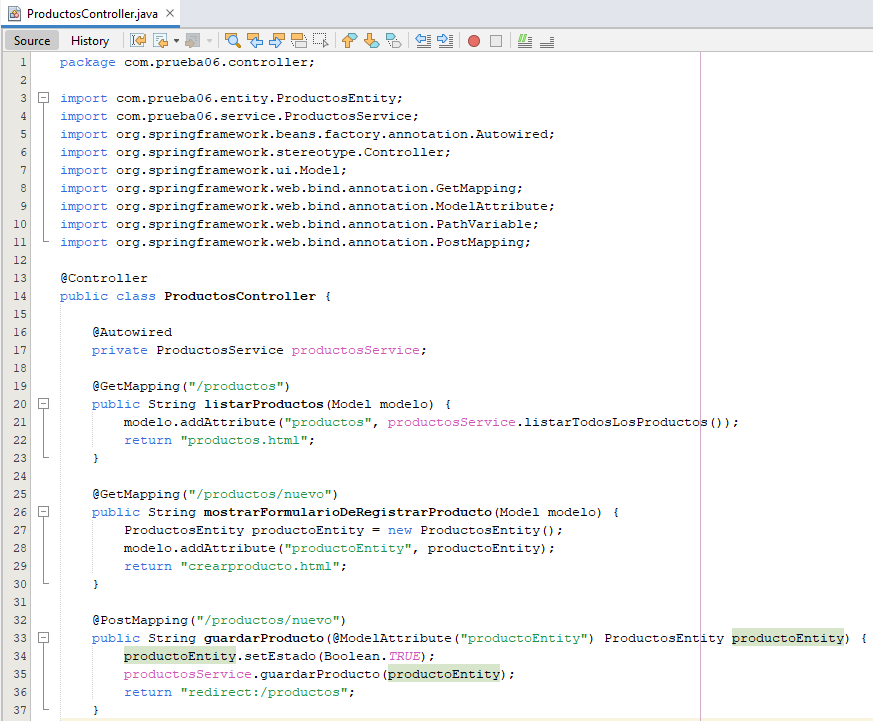 ProductosController.java
Source History
1 package com.prueba06.controller;
2
3 import com.prueba06.entity.ProductosEntity;
4 import com.prueba06.service.ProductosService;
5 import org.springframework.beans.factory.annotation.Autowired;
6 import org.springframework.stereotype.Controller;
7 import org.springframework.ui.Model;
8 import org.springframework.web.bind.annotation.GetMapping;
9 import org.springframework.web.bind.annotation.ModelAttribute;
10 import org.springframework.web.bind.annotation.PathVariable;
11 import org.springframework.web.bind.annotation.PostMapping;
12
13 @Controller
14 public class ProductosController {
15
16 @Autowired
17 private ProductosService productosService;
18
19 @GetMapping("/productos")
20 public String listarProductos(Model modelo) {
21 modelo.addAttribute("productos", productosService.listarTodosLosProductos());
22 return "productos.html";
23 }
24
25 @GetMapping("/productos/nuevo")
26 public String mostrarFormularioDeRegistrarProducto(Model modelo) {
27 ProductosEntity productoEntity = new ProductosEntity();
28 modelo.addAttribute("productoEntity", productoEntity);
29 return "crearproducto.html";
30 }
31
32 @PostMapping("/productos/nuevo")
33 public String guardarProducto(@ModelAttribute("productoEntity") ProductosEntity productoEntity) {
34 productoEntity.setEstado(Boolean.TRUE);
35 productosService.guardarProducto(productoEntity);
36 return "redirect:/productos";
37 }